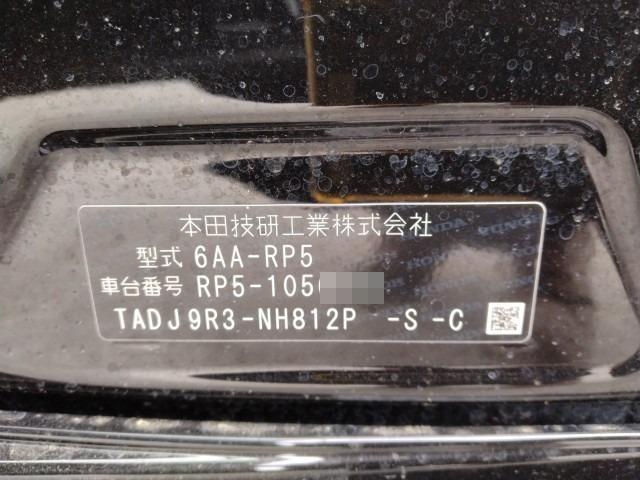 本田技研工業株式会社
型式 6AA-RP5
車台番号 RP5-105
TADJ9R3-NH812P -S -C